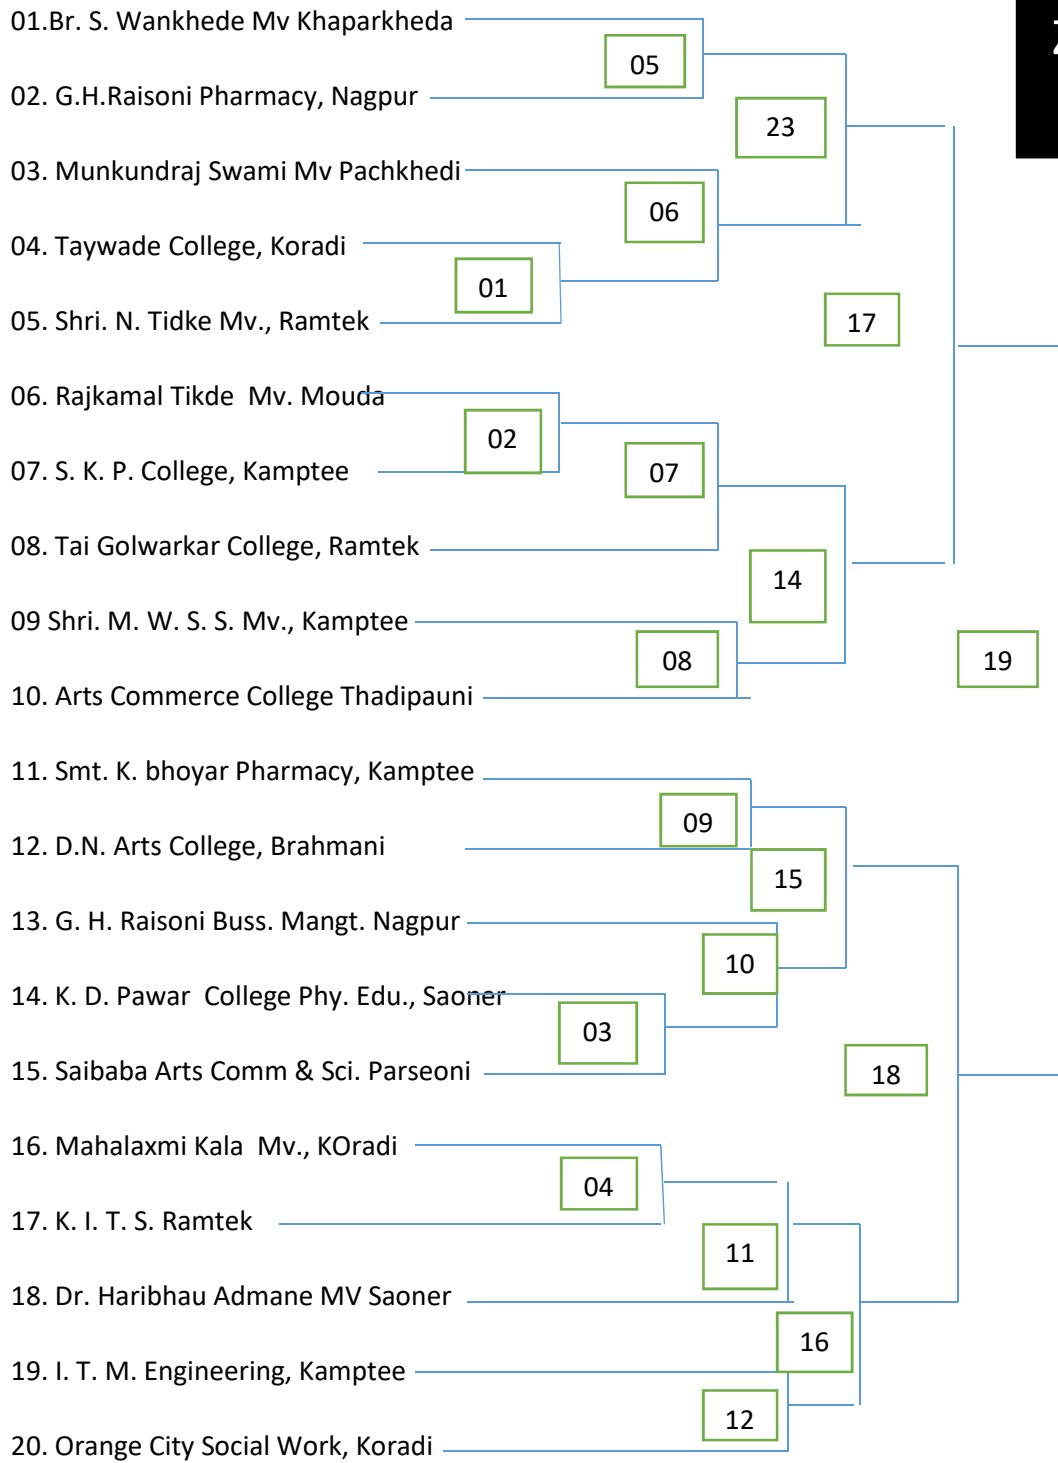 01.Br. S. Wankhede Mv Khaparkheda
05
02. G.H.Raisoni Pharmacy, Nagpur
23
03. Munkundraj Swami Mv Pachkhedi
06
04. Taywade College, Koradi
01
05. Shri. N. Tidke Mv., Ramtek
17
06. Rajkamal Tikde  Mv. Mouda
02
07. S. K. P. College, Kamptee
07
08. Tai Golwarkar College, Ramtek
14
09 Shri. M. W. S. S. Mv., Kamptee
08
19
10. Arts Commerce College Thadipauni
11. Smt. K. bhoyar Pharmacy, Kamptee
09
12. D.N. Arts College, Brahmani
15
13. G. H. Raisoni Buss. Mangt. Nagpur
10
14. K. D. Pawar  College Phy. Edu., Saoner
03
15. Saibaba Arts Comm & Sci. Parseoni
18
16. Mahalaxmi Kala  Mv., KOradi
04
17. K. I. T. S. Ramtek
11
18. Dr. Haribhau Admane MV Saoner
16
19. I. T. M. Engineering, Kamptee
12
20. Orange City Social Work, Koradi